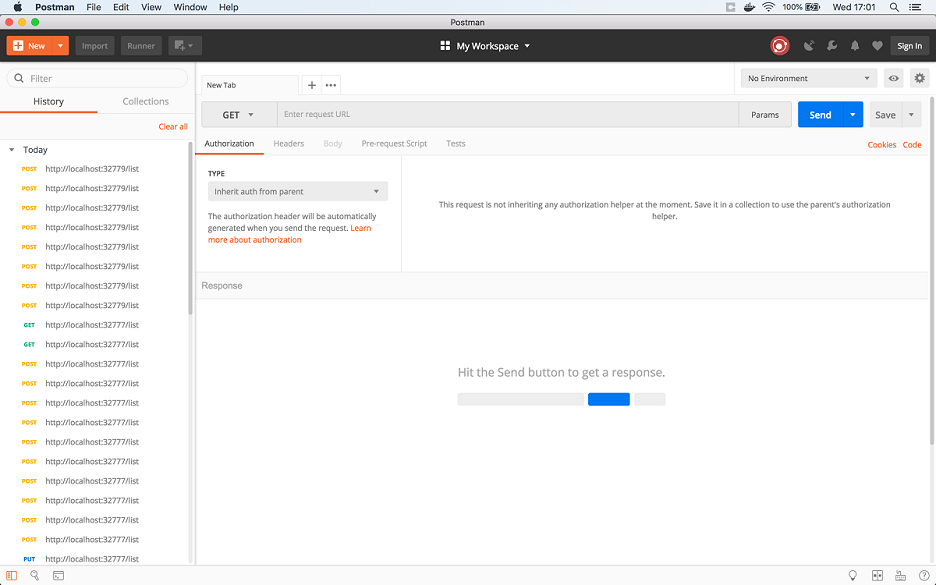 Postman File Edit View Window Help
100% Wed 17:01
Postman
New Import Runner My Workspace Sign In
Filter
History Collections
Clear all
Today
POST http://localhost:32779/list
POST http://localhost:32779/list
POST http://localhost:32779/list
POST http://localhost:32779/list
POST http://localhost:32779/list
POST http://localhost:32779/list
POST http://localhost:32779/list
POST http://localhost:32779/list
GET http://localhost:32777/list
GET http://localhost:32777/list
POST http://localhost:32777/list
POST http://localhost:32777/list
POST http://localhost:32777/list
POST http://localhost:32777/list
POST http://localhost:32777/list
POST http://localhost:32777/list
POST http://localhost:32777/list
POST http://localhost:32777/list
POST http://localhost:32777/list
POST http://localhost:32777/list
PUT http://localhost:32777/list
New Tab
No Environment
GET Enter request URL Params Send Save
Authorization Headers Body Pre-request Script Tests Cookies Code
TYPE
Inherit auth from parent
The authorization header will be automatically
generated when you send the request. Learn
more about authorization
This request is not inheriting any authorization helper at the moment. Save it in a collection to use the parent's authorization
helper.
Response
Hit the Send button to get a response.